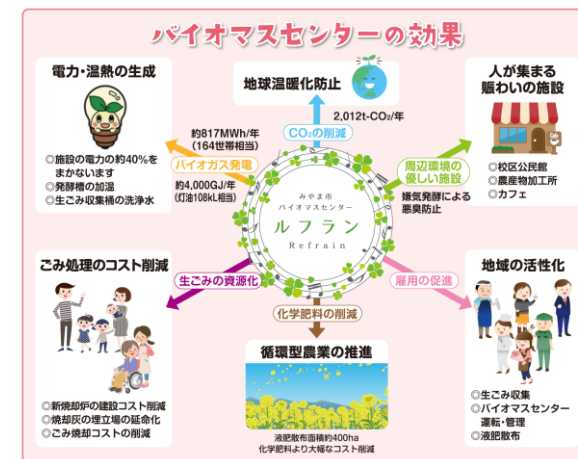 バイオマスセンターの効果
電力・温熱の生成
◎施設の電力の約40%を
まかないます
◎発酵槽の加温
◎生ごみ収集桶の洗浄水
約817MWh/年
(164世帯相当)
バイオガス発電
約4,000GJ/年
(灯油108kL相当)
地球温暖化防止
2,012t-CO₂/年
CO₂の削減
人が集まる
賑わいの施設
◎校区公民館
◎農産物加工所
◎カフェ
周辺環境の
優しい施設
嫌気発酵による
悪臭防止
みやま市
バイオマスセンター
ルフラン
Refrain
ごみ処理のコスト削減
◎新焼却炉の建設コスト削減
◎焼却灰の埋立場の延命化
◎ごみ焼却コストの削減
生ごみの資源化
化学肥料の削減
循環型農業の推進
液肥散布面積約400ha
化学肥料より大幅なコスト削減
雇用の促進
地域の活性化
◎生ごみ収集
◎バイオマスセンター
運転・管理
◎液肥散布